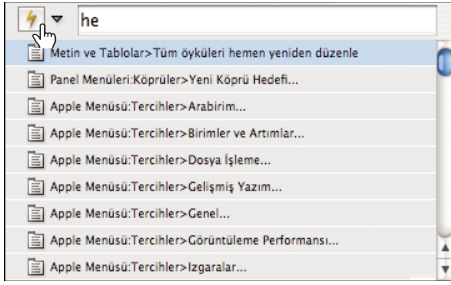 he
Metin ve Tablolar>Tüm öyküleri hemen yeniden düzenle
Panel Menüleri:Köprüler>Yeni Köprü Hedefi...
Apple Menüsü:Tercihler>Arabirim...
Apple Menüsü:Tercihler>Birimler ve Artımlar...
Apple Menüsü:Tercihler>Dosya İşleme...
Apple Menüsü:Tercihler>Gelişmiş Yazım...
Apple Menüsü:Tercihler>Genel...
Apple Menüsü:Tercihler>Görüntüleme Performansı...
Apple Menüsü:Tercihler>Izgaralar...